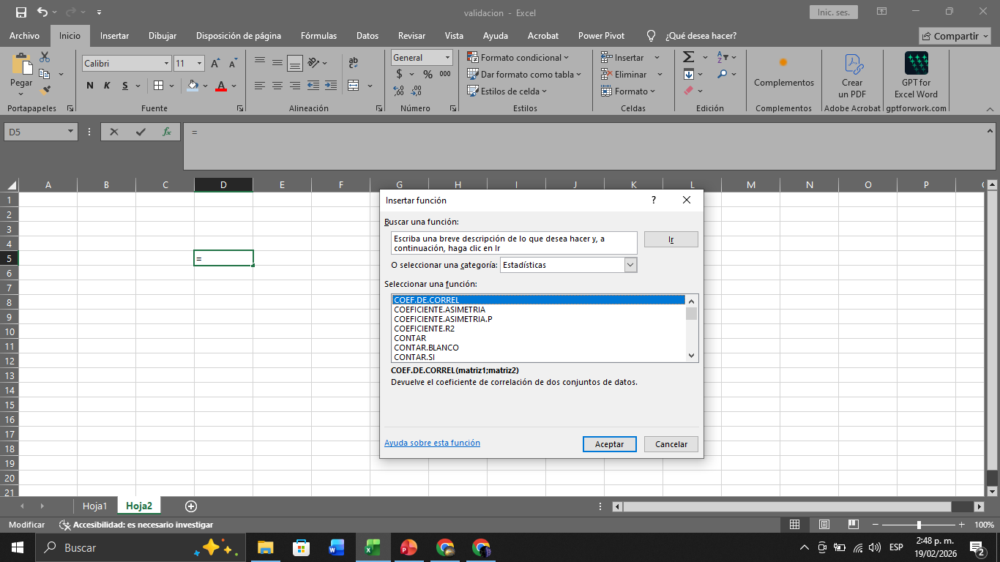 validacion - Excel
Inic. ses.
Archivo Inicio Insertar Dibujar Disposición de página Fórmulas Datos Revisar Vista Ayuda Acrobat Power Pivot ¿Qué desea hacer? Compartir
Pegar
Portapapeles
Calibri 11
N K S
A A
Fuente
ab
Alineación
General
$ % 000
Número
Formato condicional
Dar formato como tabla
Estilos de celda
Estilos
Insertar
Eliminar
Formato
Celdas
Edición
Complementos
Complementos
Crear
un PDF
Adobe Acrobat
GPT for
Excel Word
gptforwork.com
D5 fx =
A B C D E F G H I J K L M N O P
1
2
3
4
5 =
6
7
8
9
10
11
12
13
14
15
16
17
18
19
20
21
Insertar función ?
Buscar una función:
Escriba una breve descripción de lo que desea hacer y, a
continuación, haga clic en Ir
Ir
O seleccionar una categoría: Estadísticas
Seleccionar una función:
COEF.DE.CORREL
COEFICIENTE.ASIMETRIA
COEFICIENTE.ASIMETRIA.P
COEFICIENTE.R2
CONTAR
CONTAR.BLANCO
CONTAR.SI
COEF.DE.CORREL(matriz1;matriz2)
Devuelve el coeficiente de correlación de dos conjuntos de datos.
Ayuda sobre esta función
Aceptar Cancelar
Hoja1 Hoja2
Modificar Accesibilidad: es necesario investigar 100%
Buscar
ESP
2:48 p. m.
19/02/2026
2